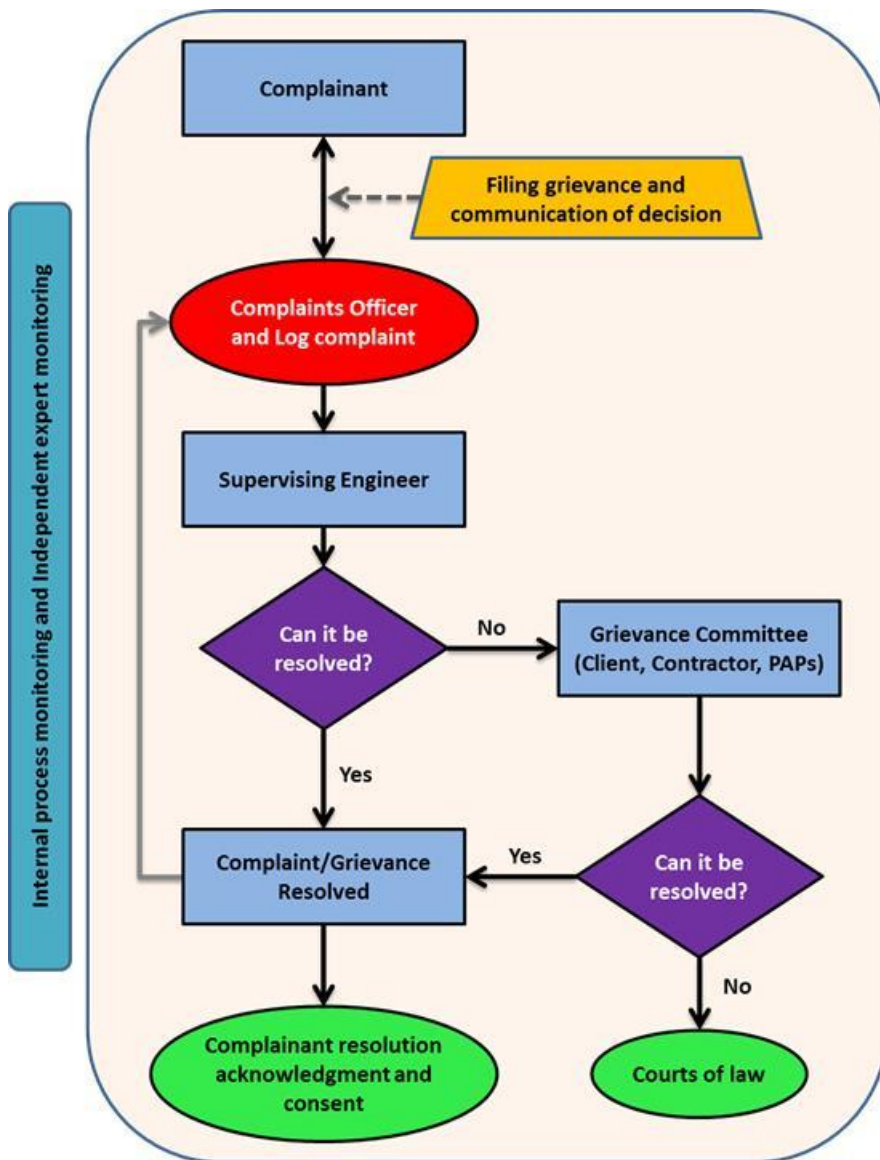 Complainant
Filing grievance and
communication of decision
Internal process monitoring and Independent expert monitoring
Complaints Officer
and Log complaint
Supervising Engineer
Can it be
resolved?
No
Grievance Committee
(Client, Contractor, PAPs)
Yes
Complaint/Grievance
Resolved
Yes
Can it be
resolved?
No
Complainant resolution
acknowledgment and
consent
Courts of law